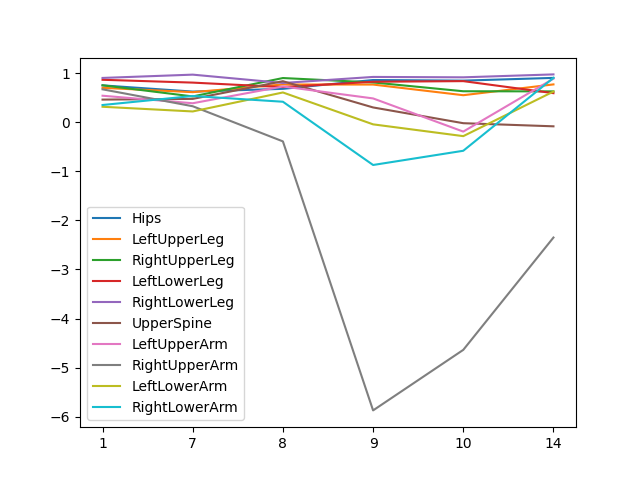 1
0
−1
−2
−3
−4
−5
−6
Hips
LeftUpperLeg
RightUpperLeg
LeftLowerLeg
RightLowerLeg
UpperSpine
LeftUpperArm
RightUpperArm
LeftLowerArm
RightLowerArm
1 7 8 9 10 14